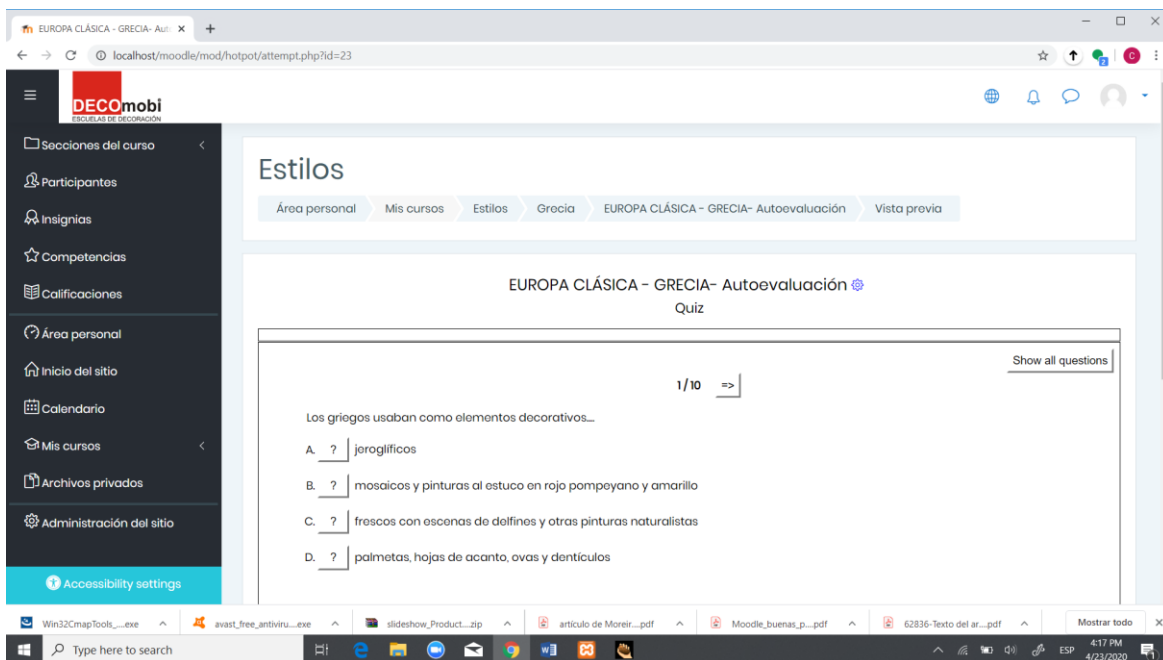 EUROPA CLÁSICA - GRECIA- Aut
localhost/moodle/mod/hotpot/attempt.php?id=23
C
DECOmobi
ESCUELAS DE DECORACIÓN
Secciones del curso
Participantes
Insignias
Competencias
Calificaciones
Área personal
Inicio del sitio
Calendario
Mis cursos
Archivos privados
Administración del sitio
Accessibility settings
Estilos
Área personal Mis cursos Estilos Grecia EUROPA CLÁSICA - GRECIA- Autoevaluación Vista previa
EUROPA CLÁSICA - GRECIA- Autoevaluación
Quiz
Show all questions
1/10 =>
Los griegos usaban como elementos decorativos....
A. ? jeroglíficos
B. ? mosaicos y pinturas al estuco en rojo pompeyano y amarillo
C. ? frescos con escenas de delfines y otras pinturas naturalistas
D. ? palmetas, hojas de acanto, ovas y dentículos
Win32CmapTools_....exe avast_free_antiviru....exe slideshow_Product....zip artículo de Moreir....pdf Moodle_buenas_p....pdf 62836-Texto del ar....pdf Mostrar todo
Type here to search ESP 4:17 PM
4/23/2020